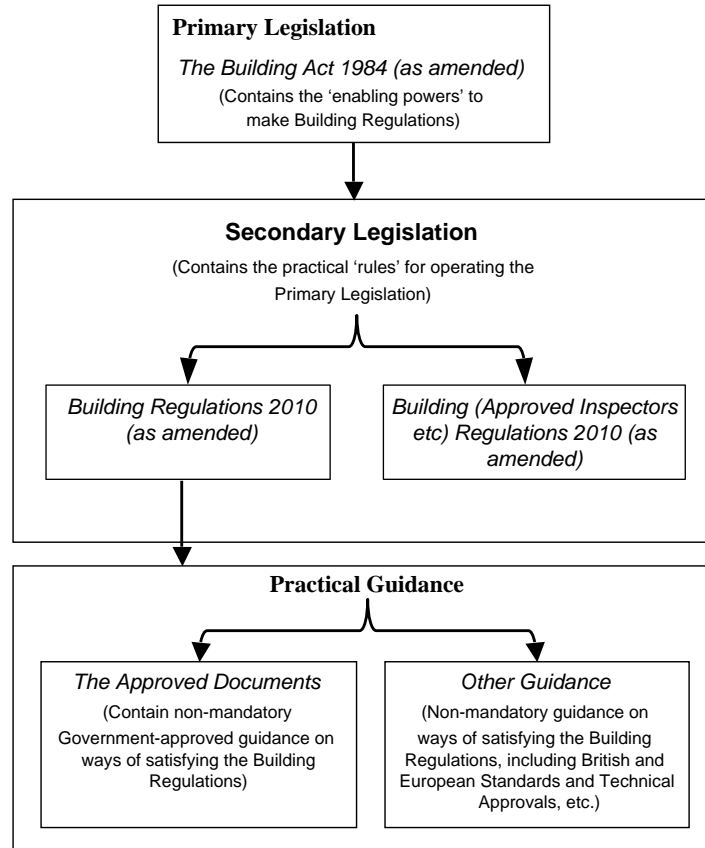 Primary Legislation
The Building Act 1984 (as amended)
(Contains the ‘enabling powers’ to
make Building Regulations)
Secondary Legislation
(Contains the practical ‘rules’ for operating the
Primary Legislation)
Building Regulations 2010
(as amended)
Building (Approved Inspectors
etc) Regulations 2010 (as
amended)
Practical Guidance
The Approved Documents
(Contain non-mandatory
Government-approved guidance on
ways of satisfying the Building
Regulations)
Other Guidance
(Non-mandatory guidance on
ways of satisfying the Building
Regulations, including British and
European Standards and Technical
Approvals, etc.)